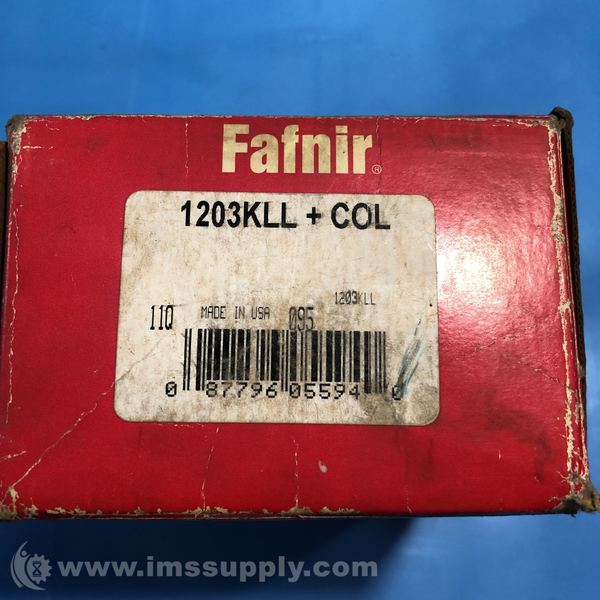 Fafnir®
1203KLL + COL
1203KLL
11Q MADE IN USA 095
0 87796 05594 0
www.imssupply.com